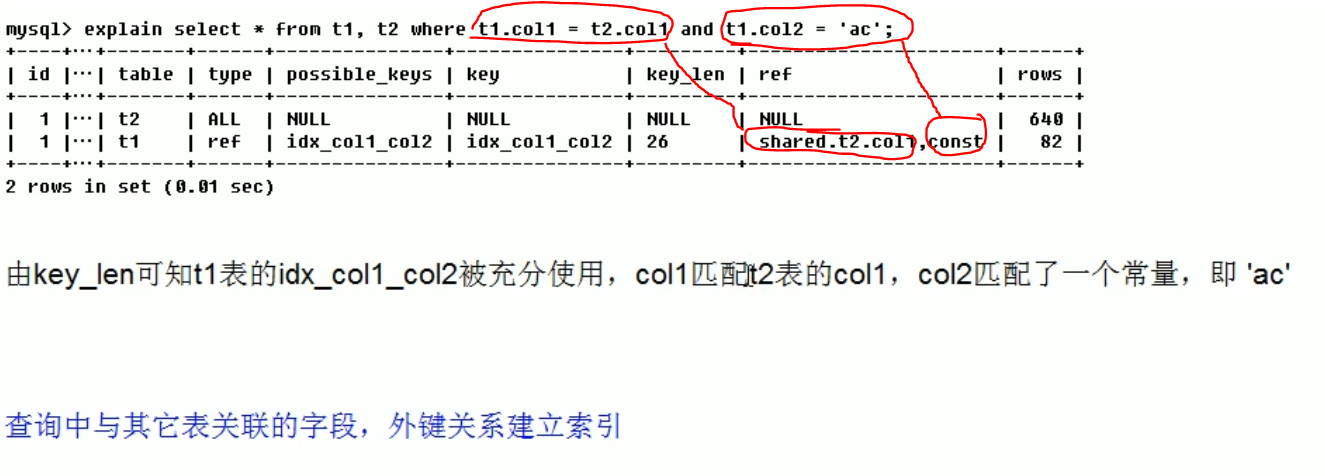 mysql> explain select * from t1, t2 where t1.col1 = t2.col1 and t1.col2 = 'ac';
+----+...+-------+------+---------------+---------------+---------+----------------------+------+
| id |...| table | type | possible_keys | key | key_len | ref | rows |
+----+...+-------+------+---------------+---------------+---------+----------------------+------+
| 1 |...| t2 | ALL | NULL | NULL | NULL | NULL | 640 |
| 1 |...| t1 | ref | idx_col1_col2 | idx_col1_col2 | 26 | shared.t2.col1,const | 82 |
+----+...+-------+------+---------------+---------------+---------+----------------------+------+
2 rows in set (0.01 sec)
由key_len可知t1表的idx_col1_col2被充分使用，col1匹配t2表的col1，col2匹配了一个常量，即 'ac'
查询中与其它表关联的字段，外键关系建立索引